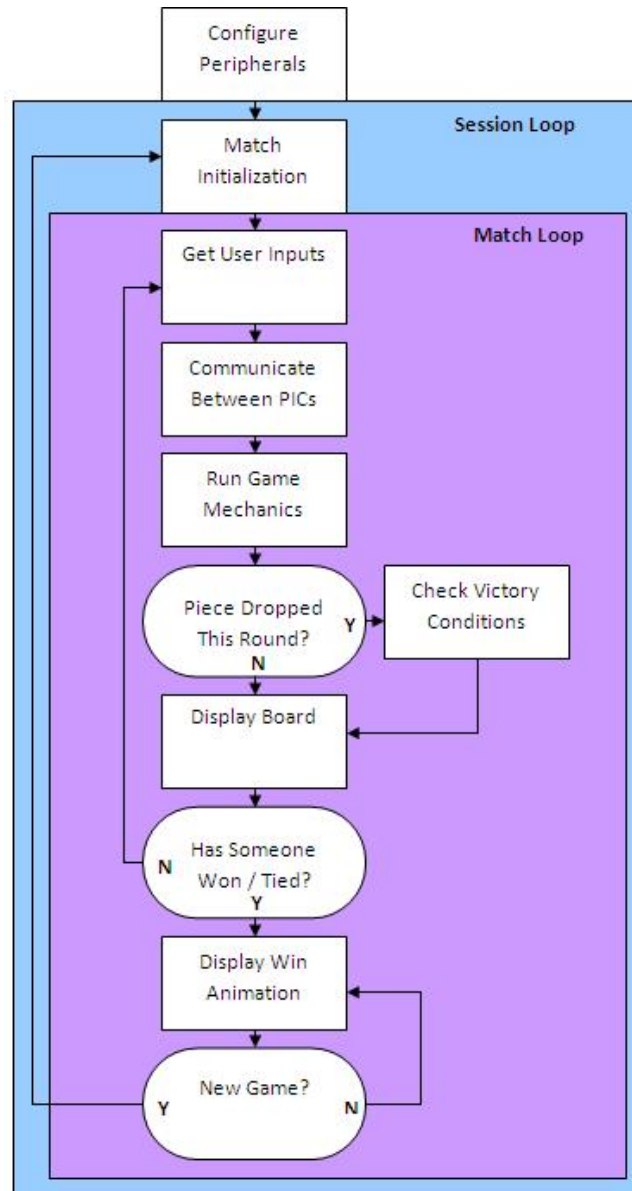 Configure
Peripherals
Session Loop
Match
Initialization
Match Loop
Get User Inputs
Communicate
Between PICs
Run Game
Mechanics
Piece Dropped
This Round?
Y
N
Check Victory
Conditions
Display Board
Has Someone
Won / Tied?
N
Y
Display Win
Animation
New Game?
Y
N